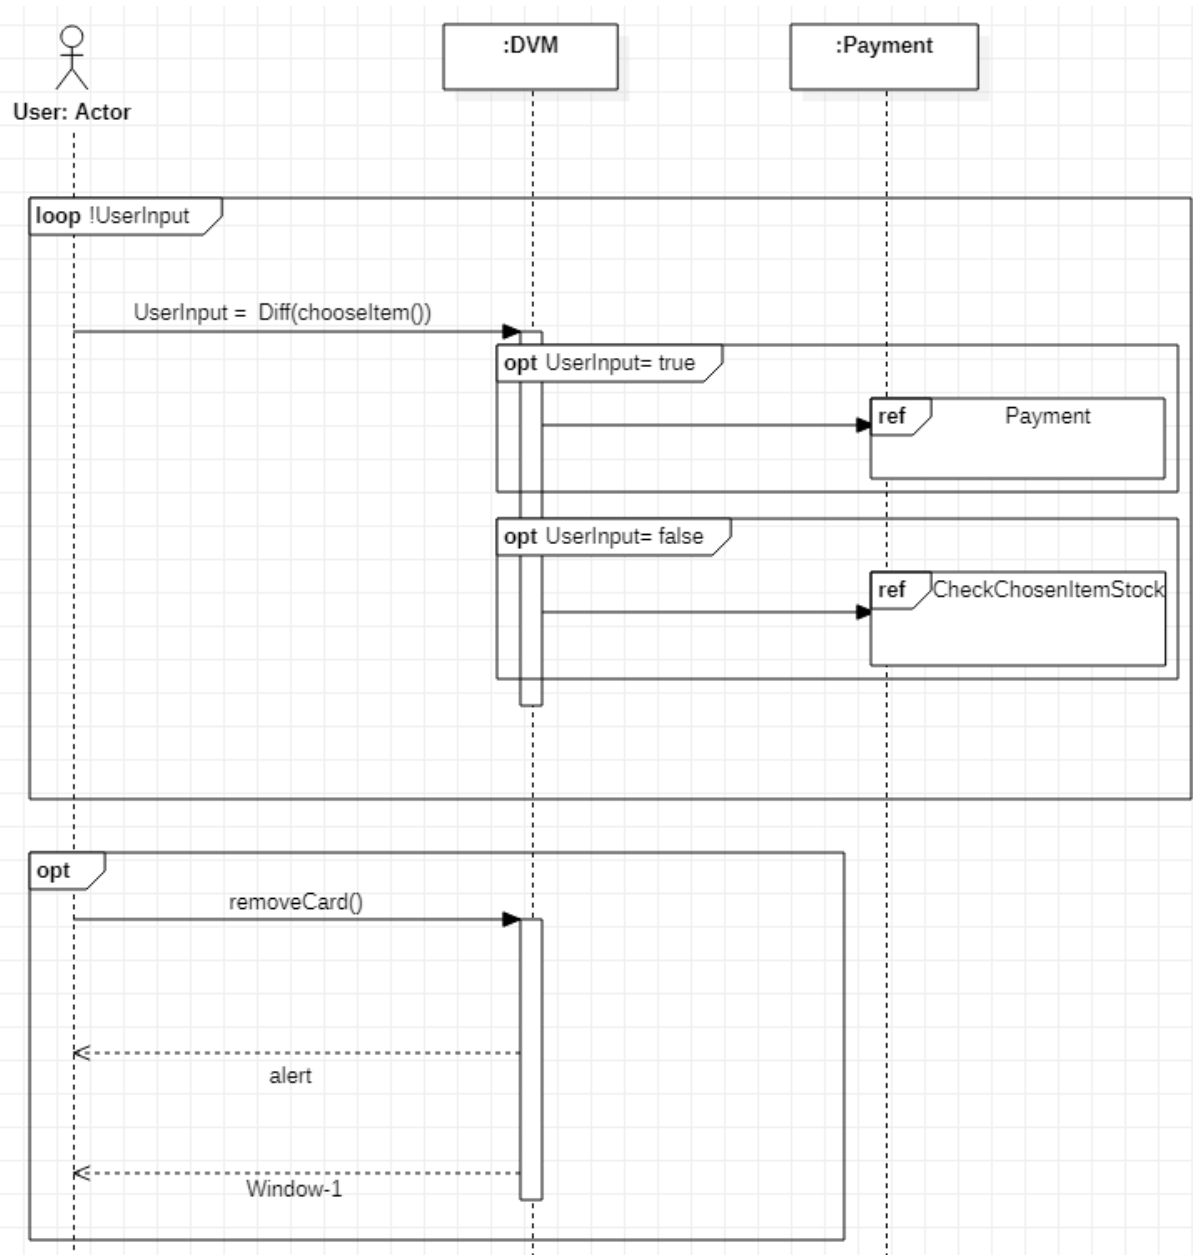 :DVM
:Payment
User: Actor
loop !UserInput
UserInput =  Diff(chooseItem())
opt UserInput= true
ref Payment
opt UserInput= false
ref CheckChosenItemStock
opt
removeCard()
alert
Window-1